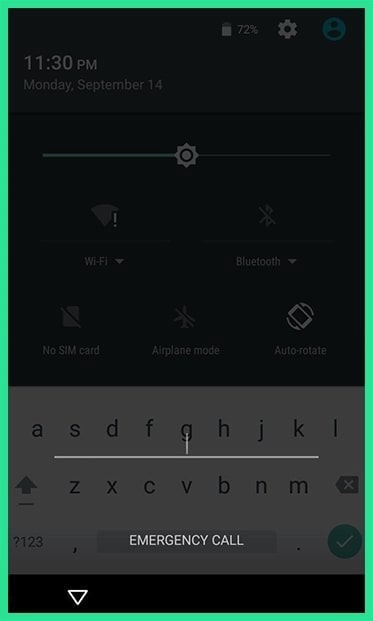 72%
11:30 PM
Monday, September 14
Wi-Fi
Bluetooth
No SIM card
Airplane mode
Auto-rotate
a s d f g h j k l
z x c v b n m
?123 , EMERGENCY CALL .